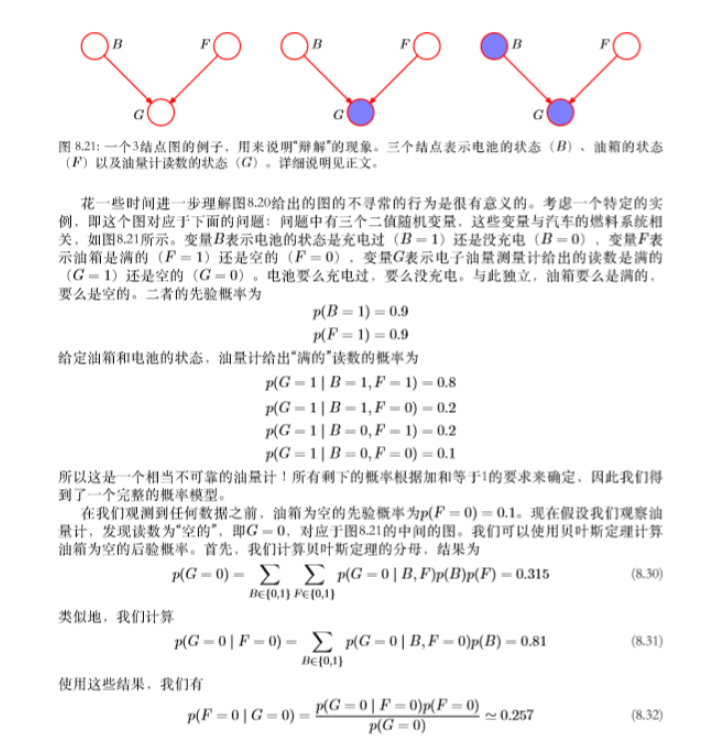 B F B F B F
G G G
图 8.21: 一个3结点图的例子，用来说明“辩解”的现象。三个结点表示电池的状态（B）、油箱的状态
（F）以及油量计读数的状态（G）。详细说明见正文。
花一些时间进一步理解图8.20给出的图的不寻常的行为是很有意义的。考虑一个特定的实
例，即这个图对应于下面的问题：问题中有三个二值随机变量，这些变量与汽车的燃料系统相
关，如图8.21所示。变量B表示电池的状态是充电过（B = 1）还是没充电（B = 0），变量F表
示油箱是满的（F = 1）还是空的（F = 0），变量G表示电子油量测量计给出的读数是满的
（G = 1）还是空的（G = 0）。电池要么充电过，要么没充电。与此独立，油箱要么是满的，
要么是空的。二者的先验概率为
p(B = 1) = 0.9
p(F = 1) = 0.9
给定油箱和电池的状态，油量计给出“满的”读数的概率为
p(G = 1 | B = 1, F = 1) = 0.8
p(G = 1 | B = 1, F = 0) = 0.2
p(G = 1 | B = 0, F = 1) = 0.2
p(G = 1 | B = 0, F = 0) = 0.1
所以这是一个相当不可靠的油量计！所有剩下的概率根据加和等于1的要求来确定，因此我们得
到了一个完整的概率模型。
在我们观测到任何数据之前，油箱为空的先验概率为p(F = 0) = 0.1。现在假设我们观察油
量计，发现读数为“空的”，即G = 0，对应于图8.21的中间的图。我们可以使用贝叶斯定理计算
油箱为空的后验概率。首先，我们计算贝叶斯定理的分母，结果为
p(G = 0) = ∑_{B∈{0,1}} ∑_{F∈{0,1}} p(G = 0 | B, F)p(B)p(F) = 0.315 (8.30)
类似地，我们计算
p(G = 0 | F = 0) = ∑_{B∈{0,1}} p(G = 0 | B, F = 0)p(B) = 0.81 (8.31)
使用这些结果，我们有
p(F = 0 | G = 0) = p(G = 0 | F = 0)p(F = 0) / p(G = 0) ≃ 0.257 (8.32)